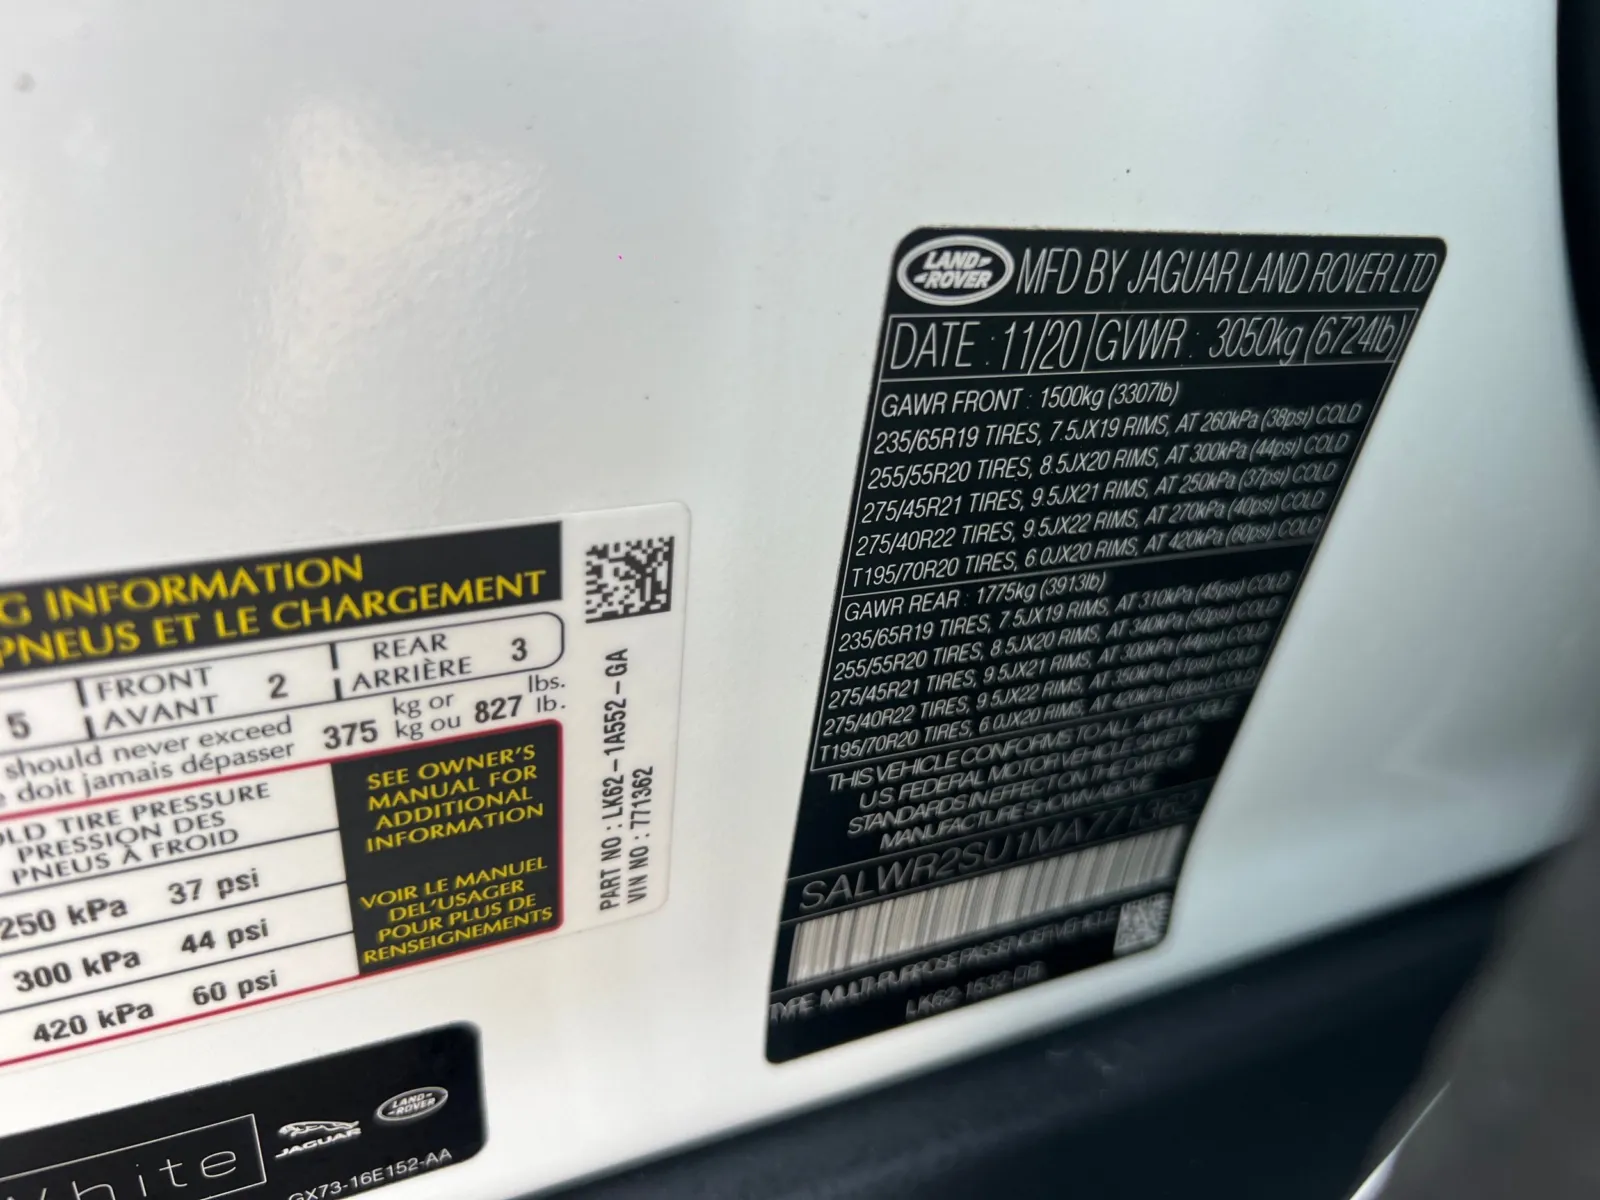 G INFORMATION
PNEUS ET LE CHARGEMENT
5 FRONT AVANT 2 REAR ARRIÈRE 3
should never exceed 375 kg or 827 lbs.
doit jamais dépasser kg ou lb.
TIRE PRESSURE
PRESSION DES
PNEUS À FROID
250 kPa 37 psi
300 kPa 44 psi
420 kPa 60 psi
SEE OWNER'S
MANUAL FOR
ADDITIONAL
INFORMATION
VOIR LE MANUEL
DEL'USAGER
POUR PLUS DE
RENSEIGNEMENTS
PART NO : LK62-1A552-GA
VIN NO : 771362
hite
JAGUAR
LAND ROVER
GX73-16E152-AA
LAND ROVER
MFD BY JAGUAR LAND ROVER LTD
DATE : 11/20 GVWR : 3050kg (6724lb)
GAWR FRONT : 1500kg (3307lb)
235/65R19 TIRES, 7.5JX19 RIMS, AT 260kPa (38psi) COLD
255/55R20 TIRES, 8.5JX20 RIMS, AT 300kPa (44psi) COLD
275/45R21 TIRES, 9.5JX21 RIMS, AT 250kPa (37psi) COLD
275/40R22 TIRES, 9.5JX22 RIMS, AT 270kPa (40psi) COLD
T195/70R20 TIRES, 6.0JX20 RIMS, AT 420kPa (60psi) COLD
GAWR REAR : 1775kg (3913lb)
235/65R19 TIRES, 7.5JX19 RIMS, AT 310kPa (45psi) COLD
255/55R20 TIRES, 8.5JX20 RIMS, AT 340kPa (50psi) COLD
275/45R21 TIRES, 9.5JX21 RIMS, AT 300kPa (44psi) COLD
275/40R22 TIRES, 9.5JX22 RIMS, AT 350kPa (51psi) COLD
T195/70R20 TIRES, 6.0JX20 RIMS, AT 420kPa (60psi) COLD
THIS VEHICLE CONFORMS TO ALL APPLICABLE
U.S. FEDERAL MOTOR VEHICLE SAFETY
STANDARDS IN EFFECT ON THE DATE OF
MANUFACTURE SHOWN ABOVE
SALWR2SU1MA771362
TYPE: MULTI-PURPOSE PASSENGER VEHICLE